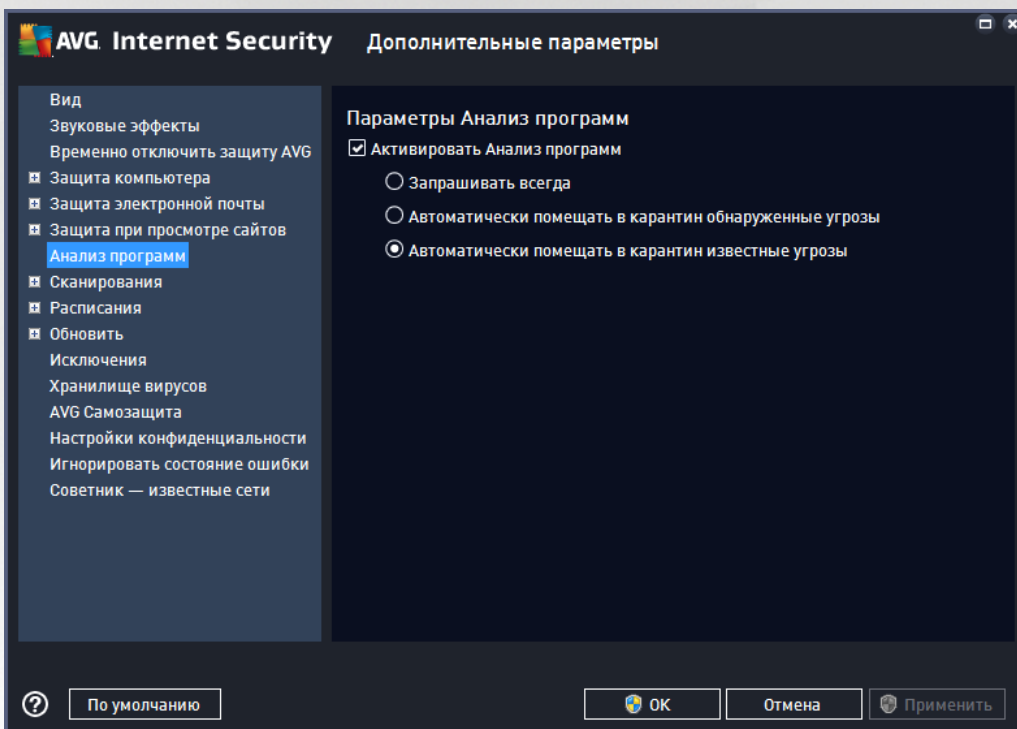 AVG. Internet Security Дополнительные параметры
Вид
Звуковые эффекты
Временно отключить защиту AVG
Защита компьютера
Защита электронной почты
Защита при просмотре сайтов
Анализ программ
Сканирования
Расписания
Обновить
Исключения
Хранилище вирусов
AVG Самозащита
Настройки конфиденциальности
Игнорировать состояние ошибки
Советник — известные сети
Параметры Анализ программ
Активировать Анализ программ
Запрашивать всегда
Автоматически помещать в карантин обнаруженные угрозы
Автоматически помещать в карантин известные угрозы
По умолчанию
ОК
Отмена
Применить